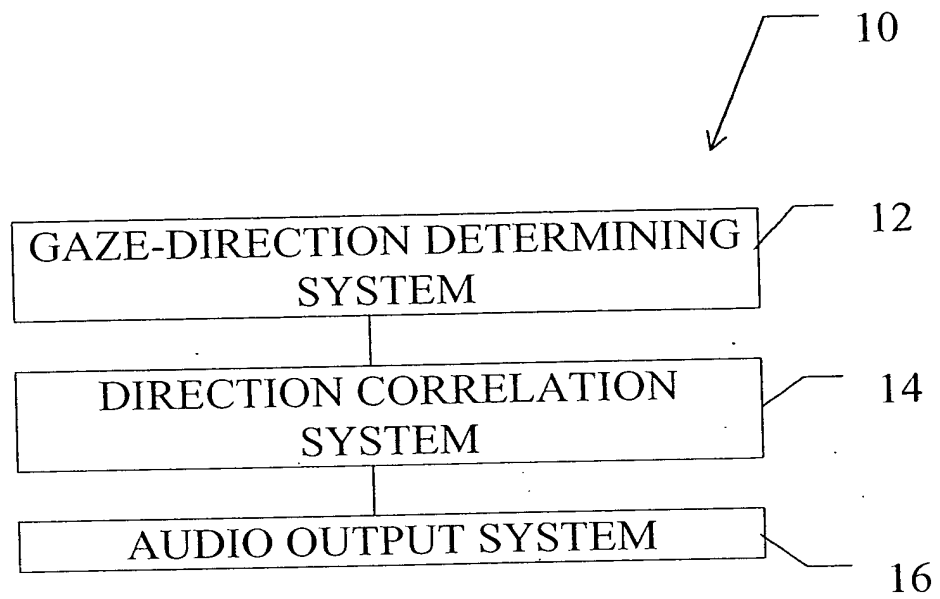 10
GAZE-DIRECTION DETERMINING
SYSTEM
12
DIRECTION CORRELATION
SYSTEM
14
AUDIO OUTPUT SYSTEM
16